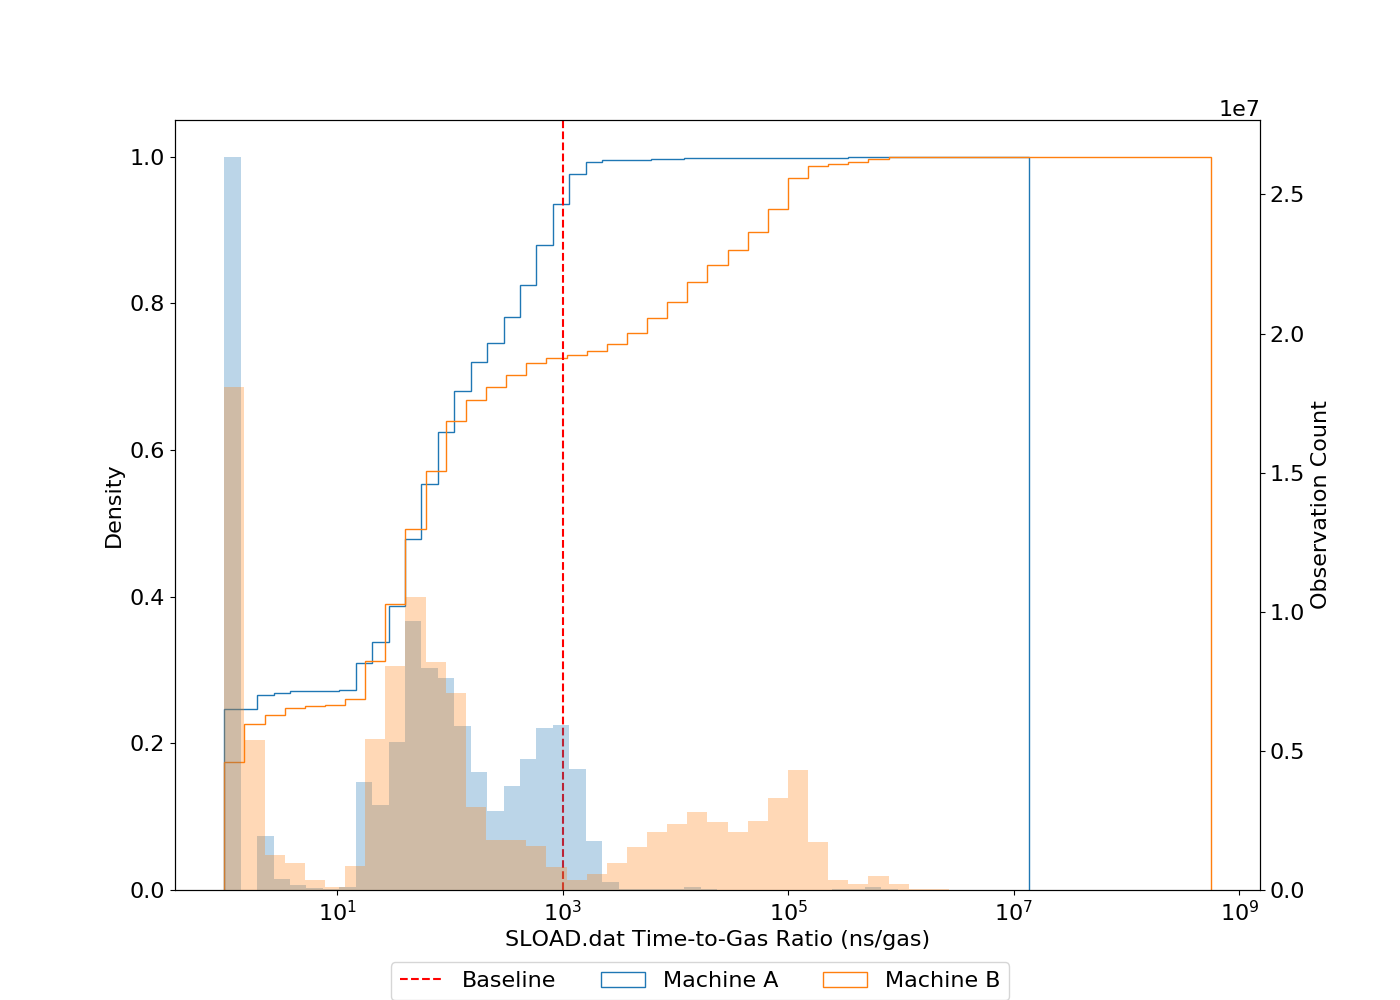 1e7
1.0
0.8
0.6
0.4
0.2
0.0
Density
2.5
2.0
1.5
1.0
0.5
0.0
Observation Count
10^1
10^3
10^5
10^7
10^9
SLOAD.dat Time-to-Gas Ratio (ns/gas)
Baseline
Machine A
Machine B